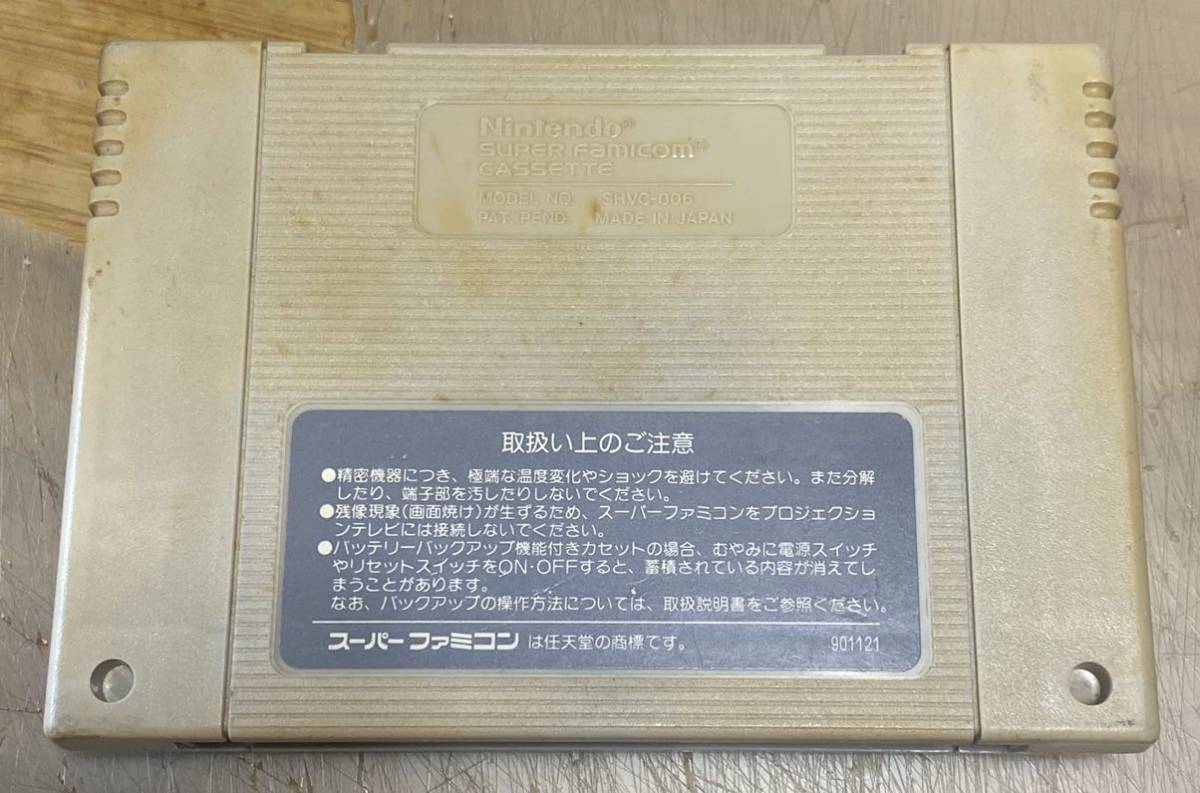 Nintendo®
SUPER FAMICOM®
CASSETTE
MODEL NO. SHVC-006
PAT. PEND. MADE IN JAPAN
取扱い上のご注意
●精密機器につき、極端な温度変化やショックを避けてください。また分解
したり、端子部を汚したりしないでください。
●残像現象(画面焼け)が生ずるため、スーパーファミコンをプロジェクショ
ンテレビには接続しないでください。
●バッテリーバックアップ機能付きカセットの場合、むやみに電源スイッチ
やリセットスイッチをON・OFFすると、蓄積されている内容が消えてし
まうことがあります。
なお、バックアップの操作方法については、取扱説明書をご参照ください。
スーパーファミコン は任天堂の商標です。 901121